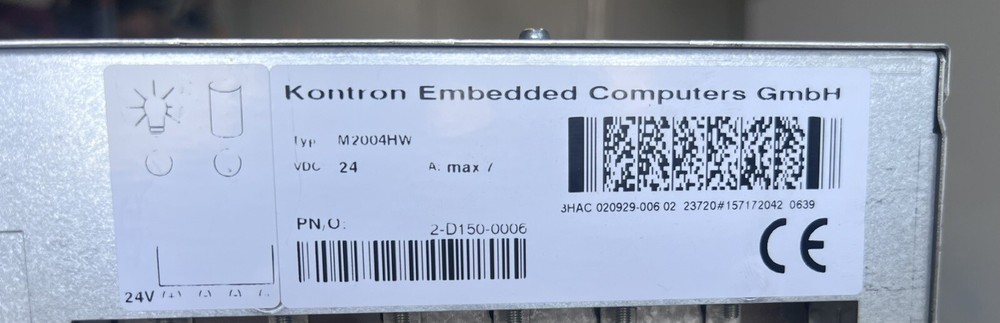 Kontron Embedded Computers GmbH
Typ M2004HW
VDC 24 A: max 7
3HAC 020929-006 02 23720#157172042 0639
PN/O: 2-D150-0006
CE
24V